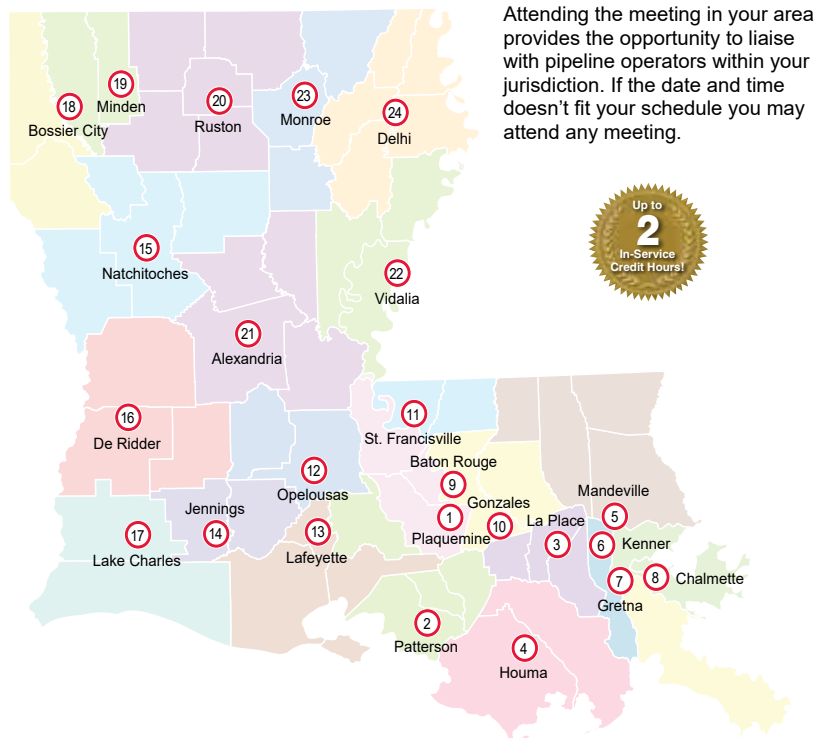 Attending the meeting in your area
provides the opportunity to liaise
with pipeline operators within your
jurisdiction. If the date and time
doesn’t fit your schedule you may
attend any meeting.
Up to
2
In-Service
Credit Hours!
18
Bossier City
19
Minden
20
Ruston
23
Monroe
24
Delhi
15
Natchitoches
22
Vidalia
21
Alexandria
16
De Ridder
11
St. Francisville
12
Opelousas
9
Baton Rouge
1
Plaquemine
10
Gonzales
3
La Place
5
Mandeville
6
Kenner
7
Gretna
8
Chalmette
17
Lake Charles
14
Jennings
13
Lafeyette
2
Patterson
4
Houma